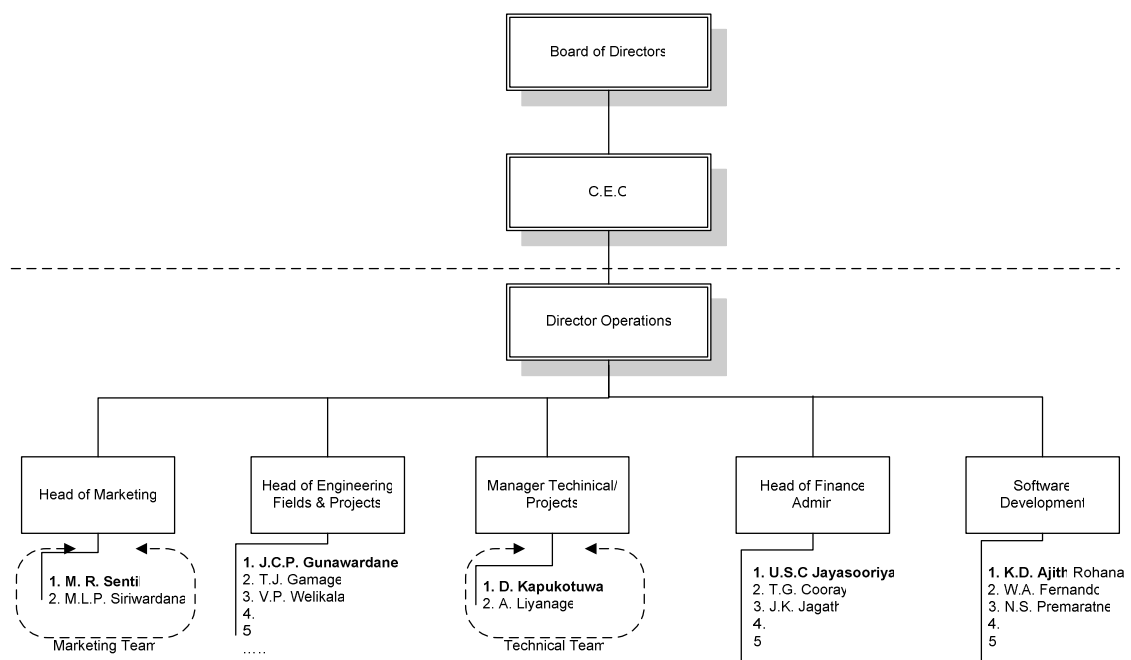 Board of Directors
C.E.O
Director Operations
Head of Marketing
Head of Engineering
Fields & Projects
Manager Techinical/
Projects
Head of Finance
Admin
Software
Development
1. M. R. Sentil
2. M.L.P. Siriwardana
Marketing Team
1. J.C.P. Gunawardane
2. T.J. Gamage
3. V.P. Welikala
4.
5
.....
1. D. Kapukotuwa
2. A. Liyanage
Technical Team
1. U.S.C Jayasooriya
2. T.G. Cooray
3. J.K. Jagath
4.
5
1. K.D. Ajith Rohana
2. W.A. Fernando
3. N.S. Premaratne
4.
5